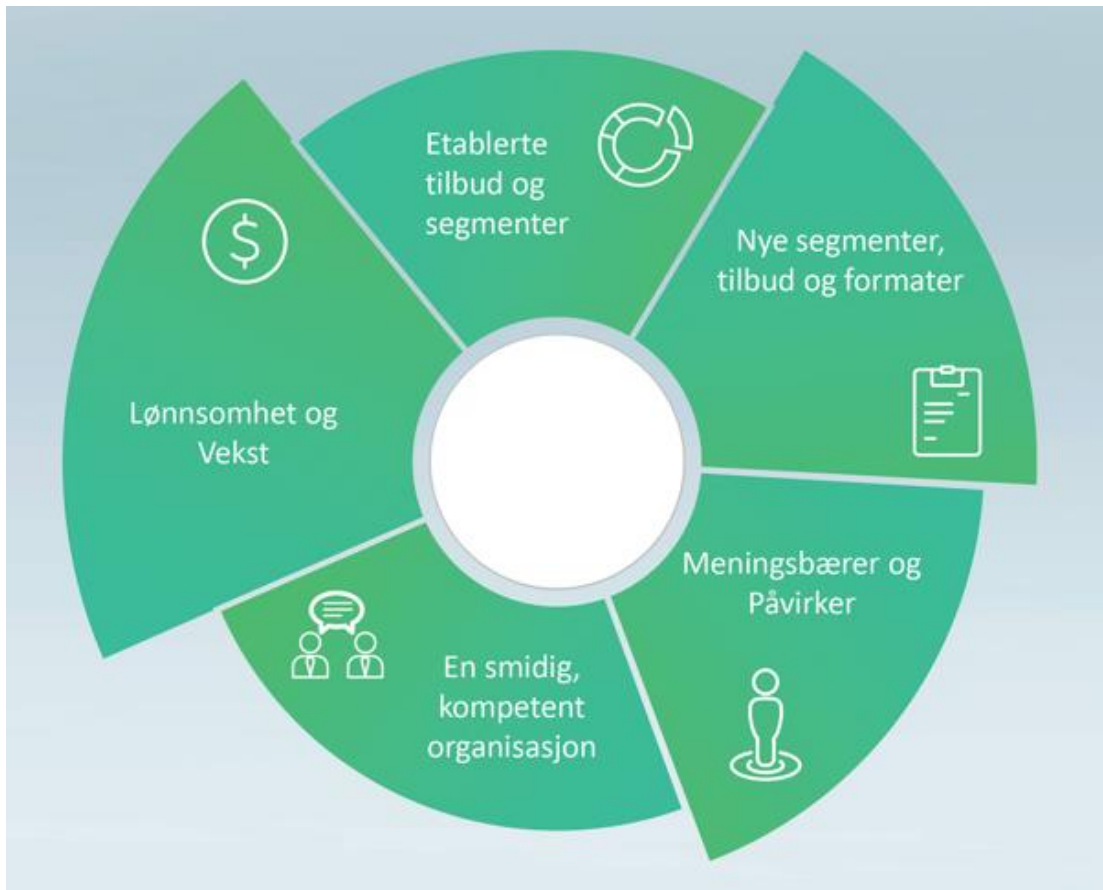 Etablerte
tilbud og
segmenter
Nye segmenter,
tilbud og formater
Meningsbærer og
Påvirker
En smidig,
kompetent
organisasjon
Lønnsomhet og
Vekst
$